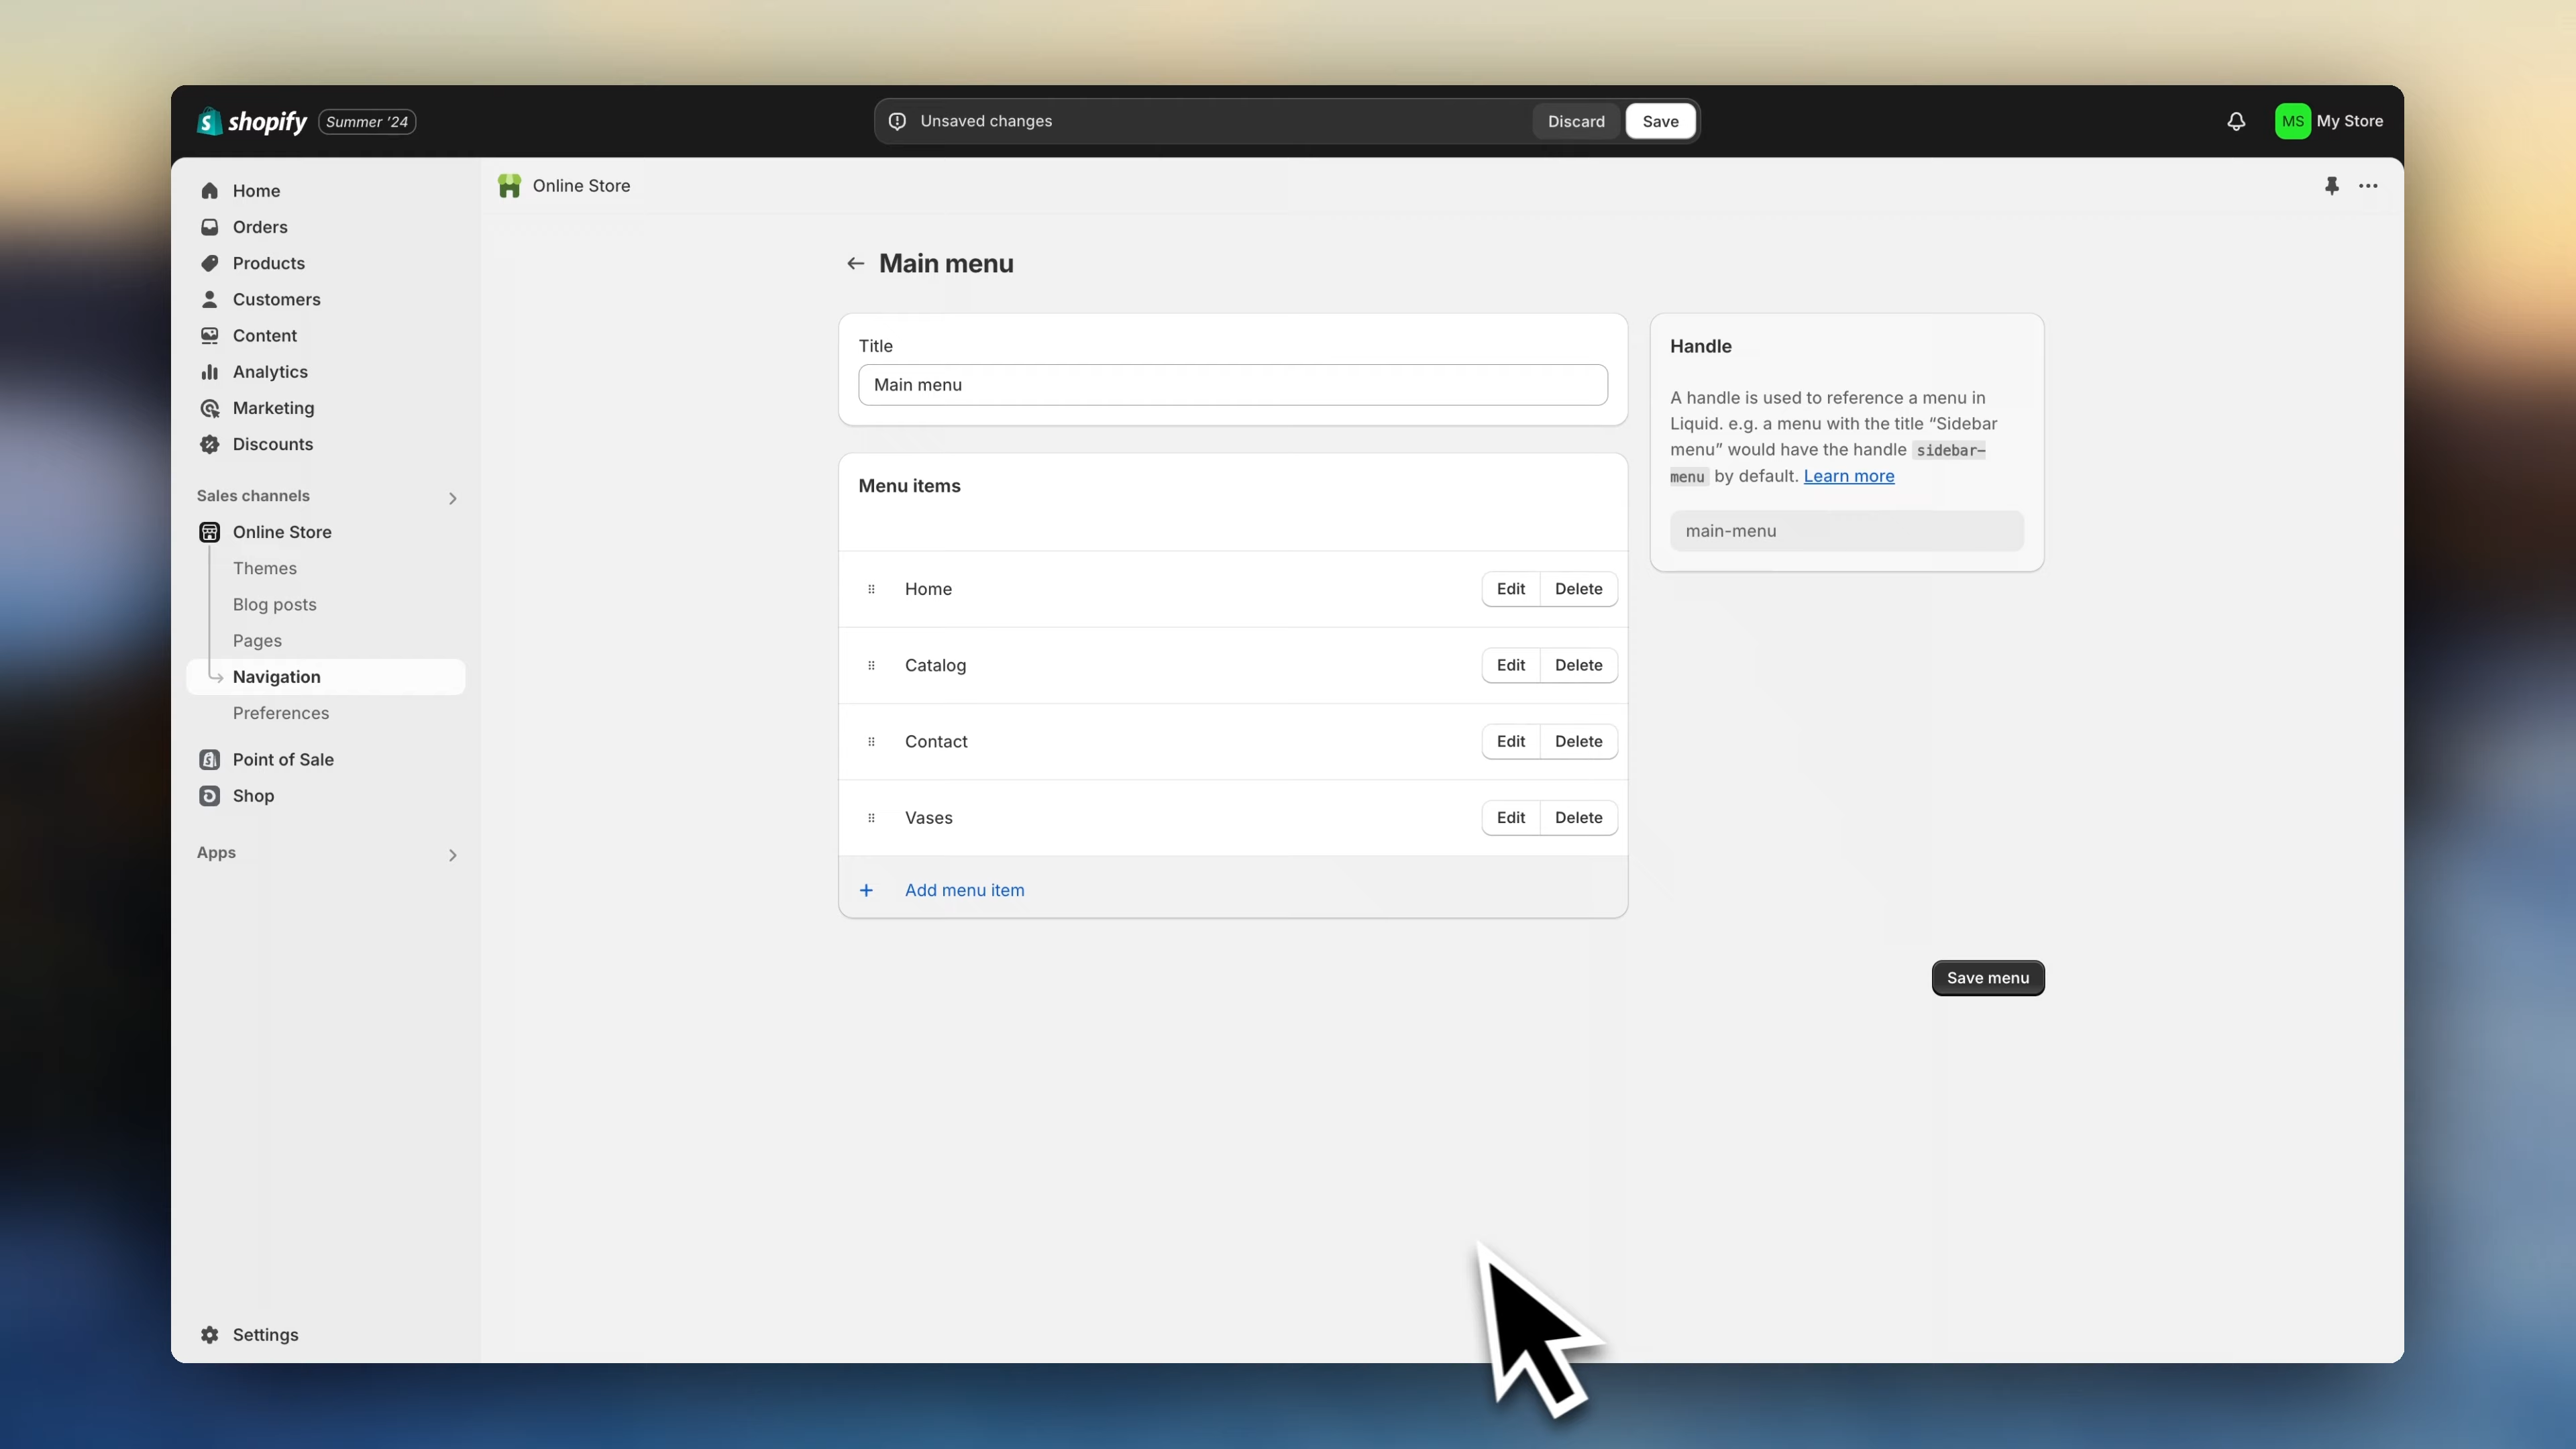 shopify Summer '24
Unsaved changes
Discard
Save
MS My Store
Home
Orders
Products
Customers
Content
Analytics
Marketing
Discounts
Sales channels
Online Store
Themes
Blog posts
Pages
Navigation
Preferences
Point of Sale
Shop
Apps
Settings
Online Store
Main menu
Title
Main menu
Menu items
Home Edit Delete
Catalog Edit Delete
Contact Edit Delete
Vases Edit Delete
+ Add menu item
Handle
A handle is used to reference a menu in
Liquid. e.g. a menu with the title “Sidebar
menu” would have the handle sidebar-
menu by default. Learn more
main-menu
Save menu